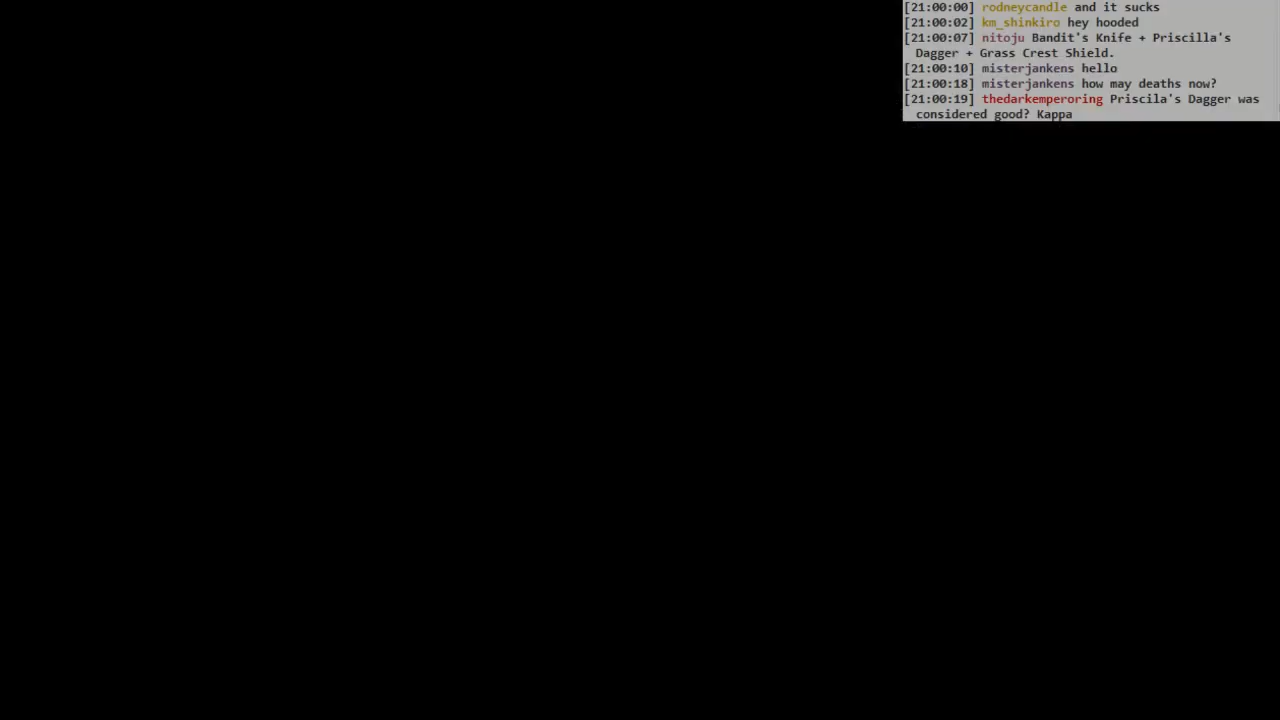 [21:00:00] rodneycandle and it sucks
[21:00:02] km_shinkiro hey hooded
[21:00:07] nitoju Bandit's Knife + Priscilla's
Dagger + Grass Crest Shield.
[21:00:10] misterjankens hello
[21:00:18] misterjankens how may deaths now?
[21:00:19] thedarkemperoring Priscila's Dagger was
considered good? Kappa